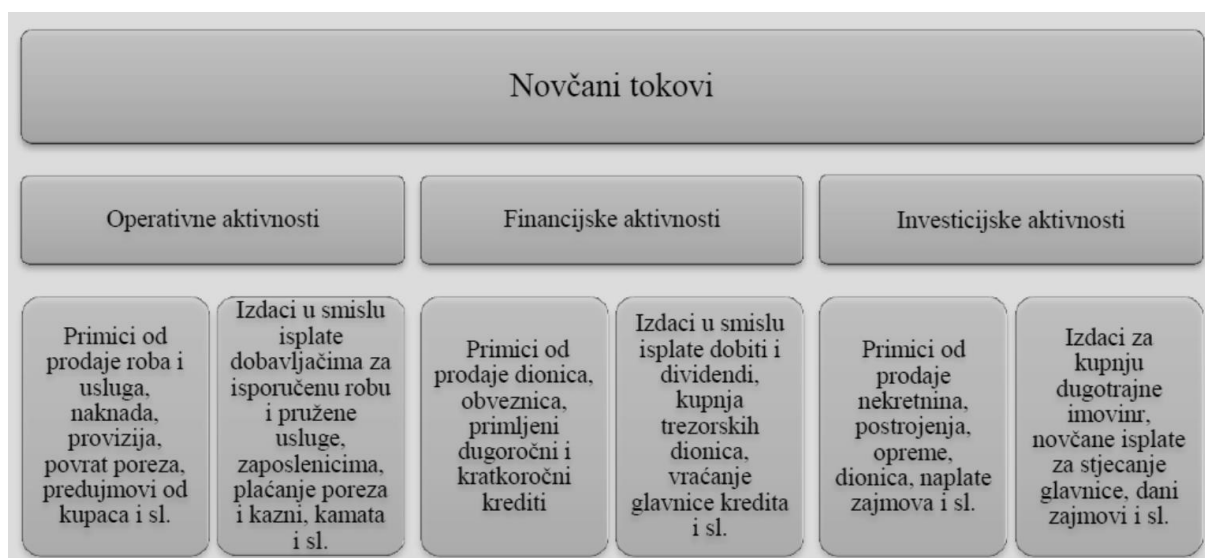 Novčani tokovi
Operativne aktivnosti
Financijske aktivnosti
Investicijske aktivnosti
Primici od
prodaje roba i
usluga,
naknada,
provizija,
povrat poreza,
predujmovi od
kupaca i sl.
Izdaci u smislu
isplate
dobavljačima za
isporučenu robu
i pružene
usluge,
zaposlenicima,
plaćanje poreza
i kazni, kamata
i sl.
Primici od
prodaje dionica,
obveznica,
primljeni
dugoročni i
kratkoročni
krediti
Izdaci u smislu
isplate dobiti i
dividendi,
kupnja
trezorskih
dionica,
vraćanje
glavnice kredita
i sl.
Primici od
prodaje
nekretnina,
postrojenja,
opreme,
dionica, naplate
zajmova i sl.
Izdaci za
kupnju
dugotrajne
imovinr,
novčane isplate
za stjecanje
glavnice, dani
zajmovi i sl.